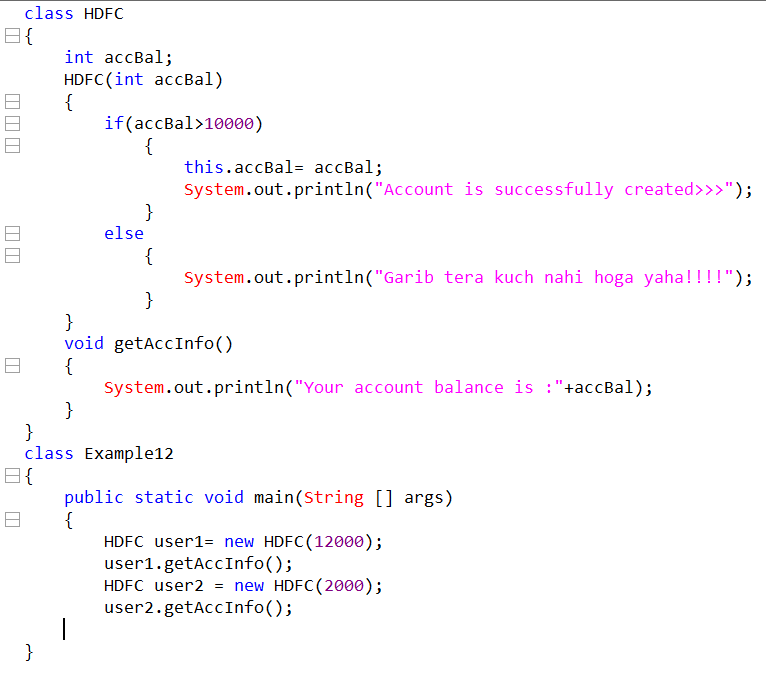 class HDFC
{
int accBal;
HDFC(int accBal)
{
if(accBal>10000)
{
this.accBal= accBal;
System.out.println("Account is successfully created>>>");
}
else
{
System.out.println("Garib tera kuch nahi hoga yaha!!!!");
}
}
void getAccInfo()
{
System.out.println("Your account balance is :"+accBal);
}
}
class Example12
{
public static void main(String [] args)
{
HDFC user1= new HDFC(12000);
user1.getAccInfo();
HDFC user2 = new HDFC(2000);
user2.getAccInfo();
}